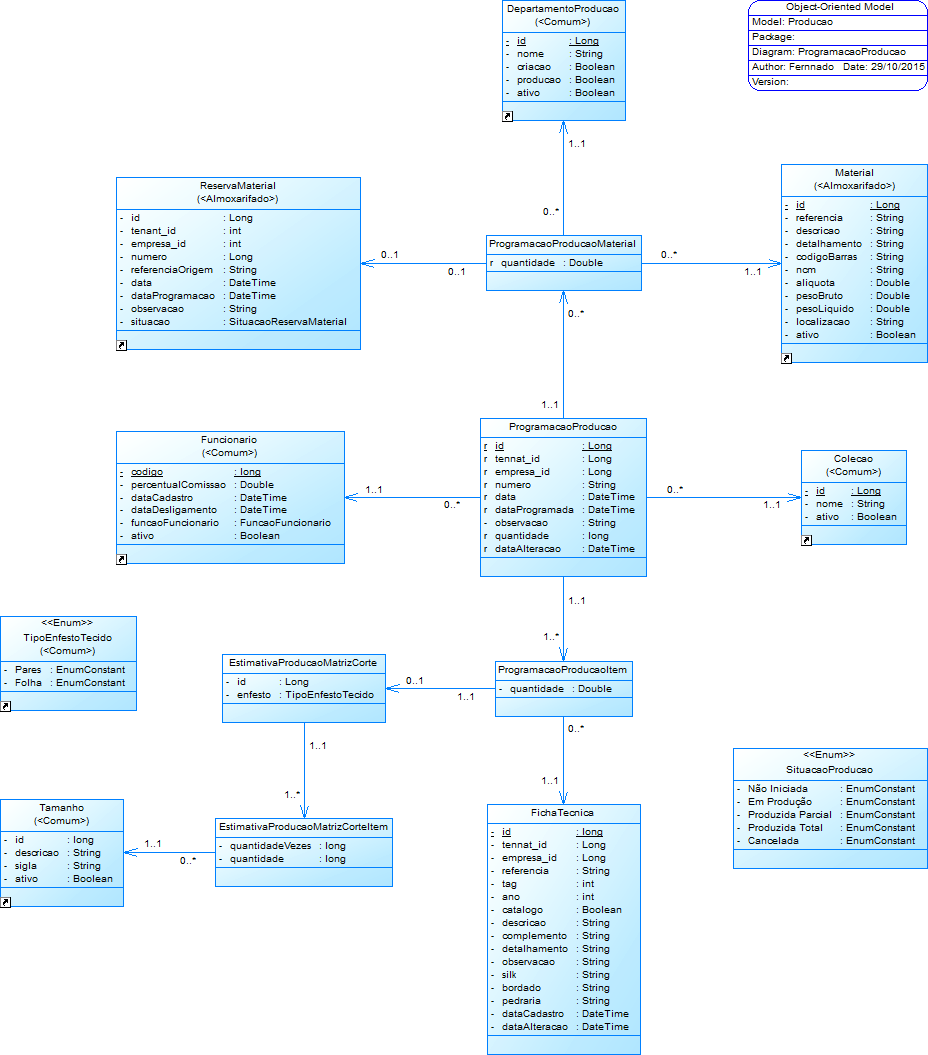 Object-Oriented Model
Model: Producao
Package:
Diagram: ProgramacaoProducao
Author: Fernnado Date: 29/10/2015
Version:
DepartamentoProducao
(<Comum>)
- id : Long
- nome : String
- criacao : Boolean
- producao : Boolean
- ativo : Boolean
1..1
0..*
ReservaMaterial
(<Almoxarifado>)
- id : Long
- tenant_id : int
- empresa_id : int
- numero : Long
- referenciaOrigem : String
- data : DateTime
- dataProgramacao : DateTime
- observacao : String
- situacao : SituacaoReservaMaterial
0..1
0..1
ProgramacaoProducaoMaterial
r quantidade : Double
0..*
1..1
Material
(<Almoxarifado>)
- id : Long
- referencia : String
- descricao : String
- detalhamento : String
- codigoBarras : String
- ncm : String
- aliquota : Double
- pesoBruto : Double
- pesoLiquido : Double
- localizacao : String
- ativo : Boolean
0..*
1..1
Funcionario
(<Comum>)
- codigo : long
- percentualComissao : Double
- dataCadastro : DateTime
- dataDesligamento : DateTime
- funcaoFuncionario : FuncaoFuncionario
- ativo : Boolean
1..1
0..*
ProgramacaoProducao
r id : Long
r tennat_id : Long
r empresa_id : Long
r numero : String
r data : DateTime
r dataProgramada : DateTime
r observacao : String
r quantidade : long
r dataAlteracao : DateTime
0..*
1..1
Colecao
(<Comum>)
- id : Long
- nome : String
- ativo : Boolean
1..1
1..*
<<Enum>>
TipoEnfestoTecido
(<Comum>)
- Pares : EnumConstant
- Folha : EnumConstant
EstimativaProducaoMatrizCorte
- id : Long
- enfesto : TipoEnfestoTecido
0..1
1..1
ProgramacaoProducaoItem
- quantidade : Double
0..*
1..1
1..1
1..*
<<Enum>>
SituacaoProducao
- Não Iniciada : EnumConstant
- Em Produção : EnumConstant
- Produzida Parcial : EnumConstant
- Produzida Total : EnumConstant
- Cancelada : EnumConstant
Tamanho
(<Comum>)
- id : long
- descricao : String
- sigla : String
- ativo : Boolean
1..1
0..*
EstimativaProducaoMatrizCorteItem
- quantidadeVezes : long
- quantidade : long
FichaTecnica
- id : long
- tennat_id : Long
- empresa_id : Long
- referencia : String
- tag : int
- ano : int
- catalogo : Boolean
- descricao : String
- complemento : String
- detalhamento : String
- observacao : String
- silk : String
- bordado : String
- pedraria : String
- dataCadastro : DateTime
- dataAlteracao : DateTime